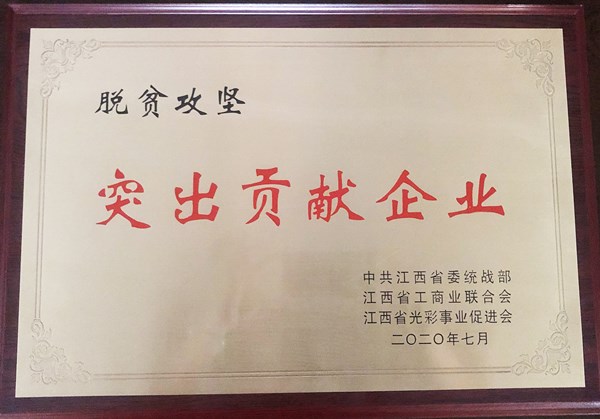 脱贫攻坚
突出贡献企业
中共江西省委统战部
江西省工商业联合会
江西省光彩事业促进会
二〇二〇年七月